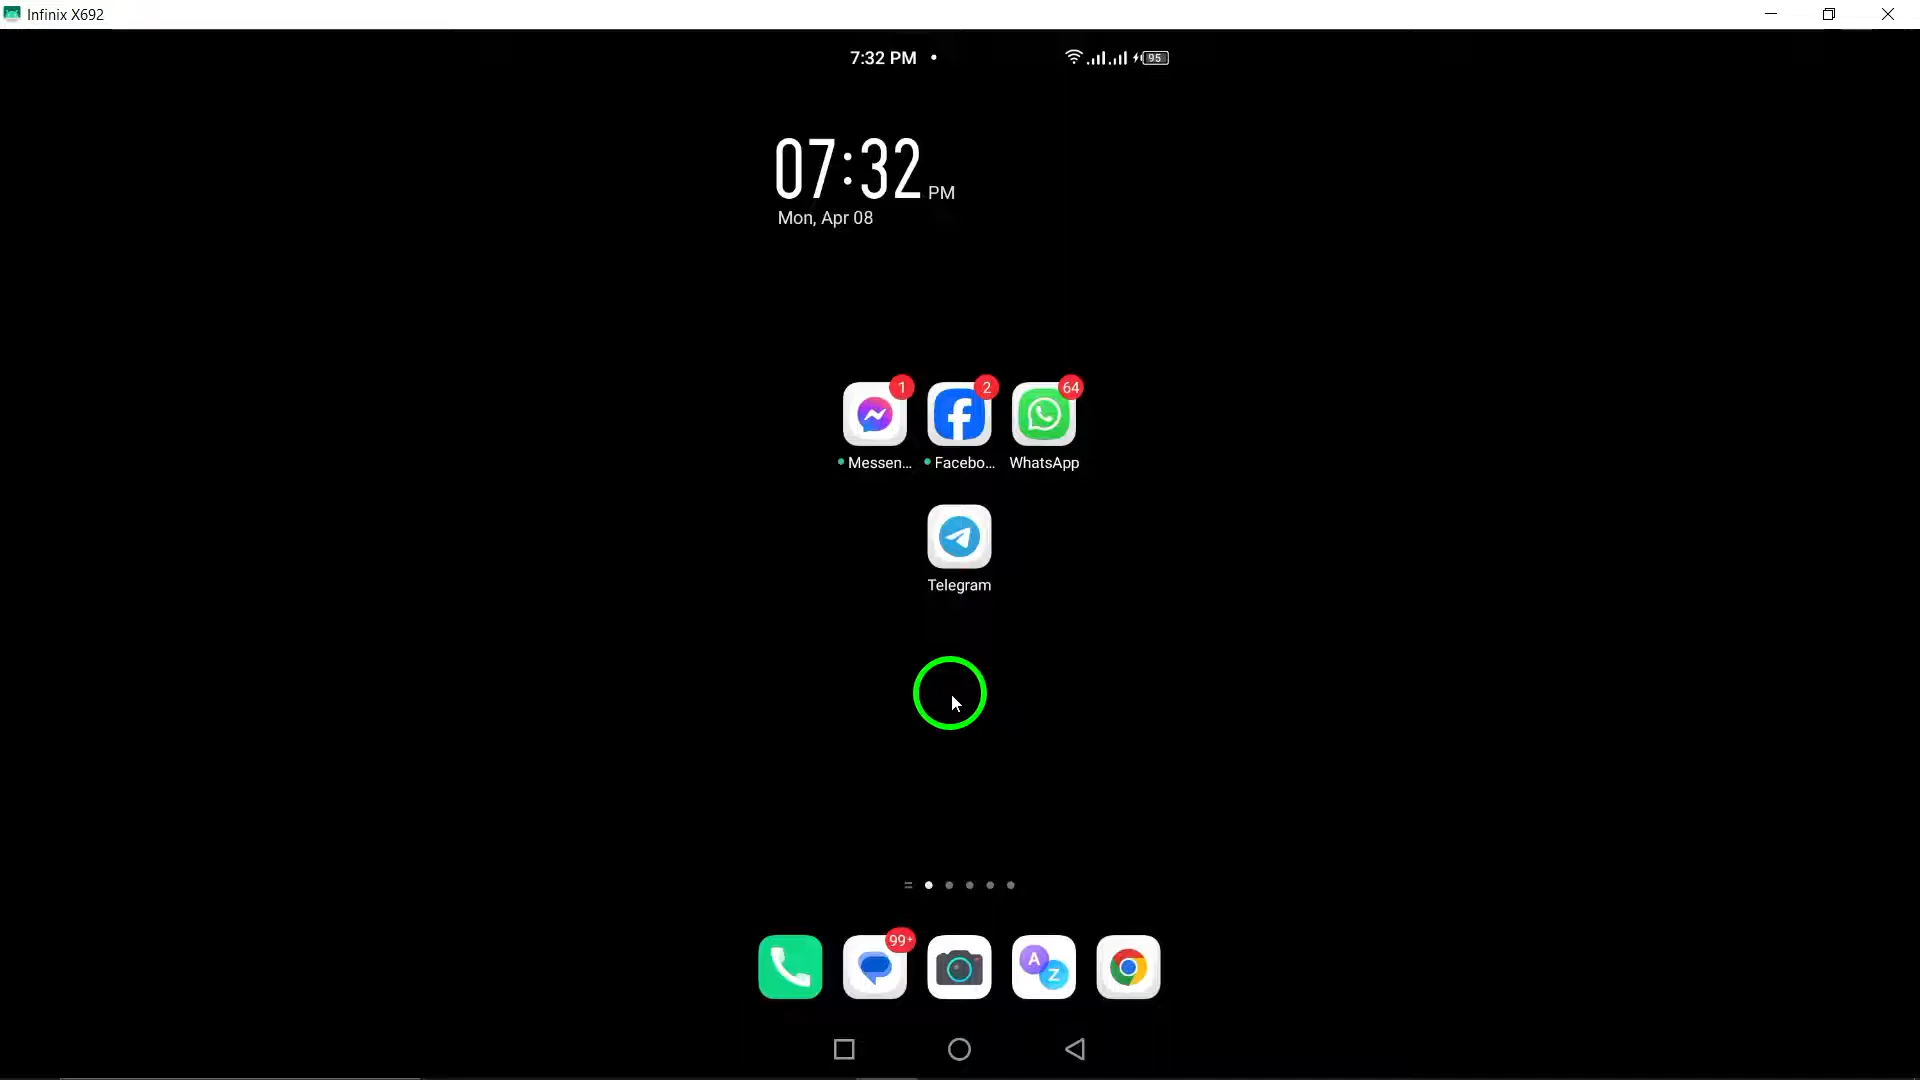 Infinix X692
7:32 PM
95
07:32 PM
Mon, Apr 08
1
2
64
Messen...
Facebo...
WhatsApp
Telegram
99+
A
Z